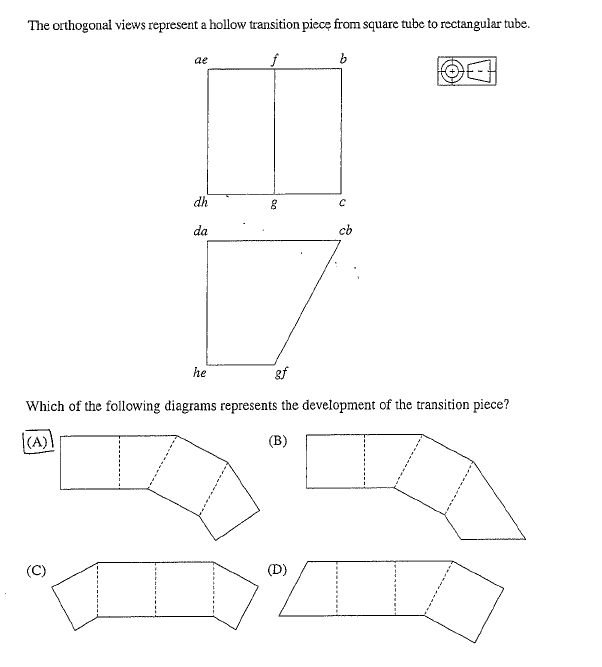 The orthogonal views represent a hollow transition piece from square tube to rectangular tube.
ae f b
dh g c
da cb
he gf
Which of the following diagrams represents the development of the transition piece?
(A) (B)
(C) (D)